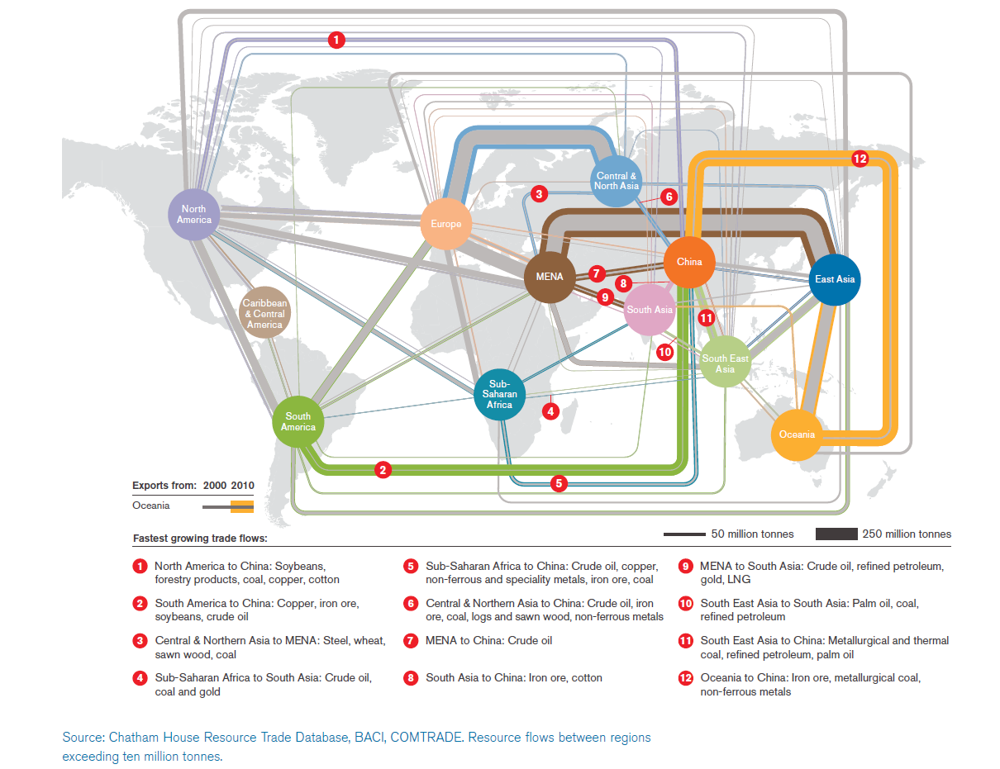 1
12
Central &
North Asia
3
6
North
America
Europe
China
7
MENA
8
East Asia
9
South Asia
Caribbean
& Central
America
11
10
South East
Asia
Sub-
Saharan
Africa
4
South
America
Oceania
2
5
Exports from: 2000 2010
Oceania
50 million tonnes
250 million tonnes
Fastest growing trade flows:
1 North America to China: Soybeans,
forestry products, coal, copper, cotton
2 South America to China: Copper, iron ore,
soybeans, crude oil
3 Central & Northern Asia to MENA: Steel, wheat,
sawn wood, coal
4 Sub-Saharan Africa to South Asia: Crude oil,
coal and gold
5 Sub-Saharan Africa to China: Crude oil, copper,
non-ferrous and speciality metals, iron ore, coal
6 Central & Northern Asia to China: Crude oil, iron
ore, coal, logs and sawn wood, non-ferrous metals
7 MENA to China: Crude oil
8 South Asia to China: Iron ore, cotton
9 MENA to South Asia: Crude oil, refined petroleum,
gold, LNG
10 South East Asia to South Asia: Palm oil, coal,
refined petroleum
11 South East Asia to China: Metallurgical and thermal
coal, refined petroleum, palm oil
12 Oceania to China: Iron ore, metallurgical coal,
non-ferrous metals
Source: Chatham House Resource Trade Database, BACI, COMTRADE. Resource flows between regions
exceeding ten million tonnes.